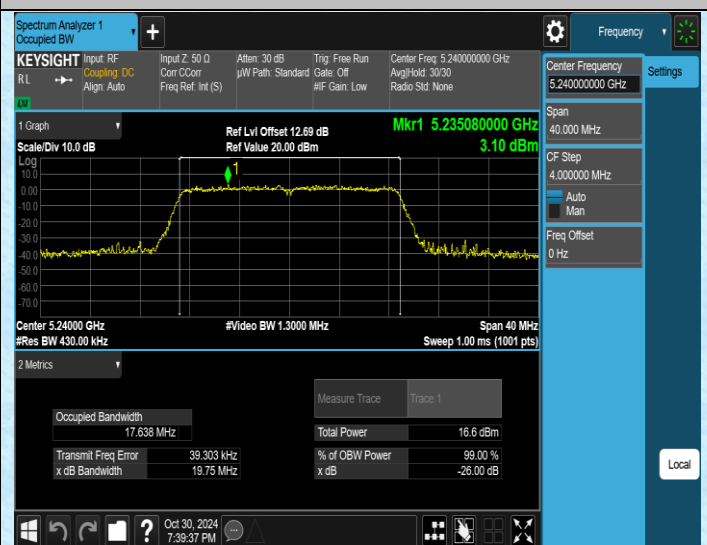 Spectrum Analyzer 1
Occupied BW
Frequency
KEYSIGHT
RL
LXI
Input: RF
Coupling: DC
Align: Auto
Input Z: 50 Ω
Corr CCorr
Freq Ref: Int (S)
Atten: 30 dB
µW Path: Standard
Trig: Free Run
Gate: Off
#IF Gain: Low
Center Freq: 5.240000000 GHz
Avg|Hold: 30/30
Radio Std: None
Center Frequency
5.240000000 GHz
Settings
Span
40.000 MHz
CF Step
4.000000 MHz
Auto
Man
Freq Offset
0 Hz
Local
1 Graph
Scale/Div 10.0 dB
Ref Lvl Offset 12.69 dB
Ref Value 20.00 dBm
Mkr1 5.235080000 GHz
3.10 dBm
Log
10.0
0.00
-10.0
-20.0
-30.0
-40.0
-50.0
-60.0
-70.0
1
Center 5.24000 GHz
#Res BW 430.00 kHz
#Video BW 1.3000 MHz
Span 40 MHz
Sweep 1.00 ms (1001 pts)
2 Metrics
Measure Trace Trace 1
Occupied Bandwidth
17.638 MHz
Total Power 16.6 dBm
Transmit Freq Error 39.303 kHz
% of OBW Power 99.00 %
x dB Bandwidth 19.75 MHz
x dB -26.00 dB
?
Oct 30, 2024
7:39:37 PM